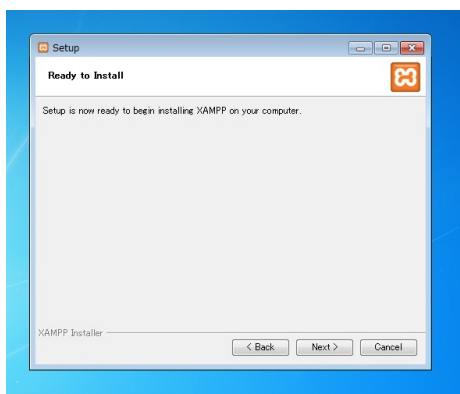 Setup
Ready to Install
Setup is now ready to begin installing XAMPP on your computer.
XAMPP Installer
< Back
Next >
Cancel